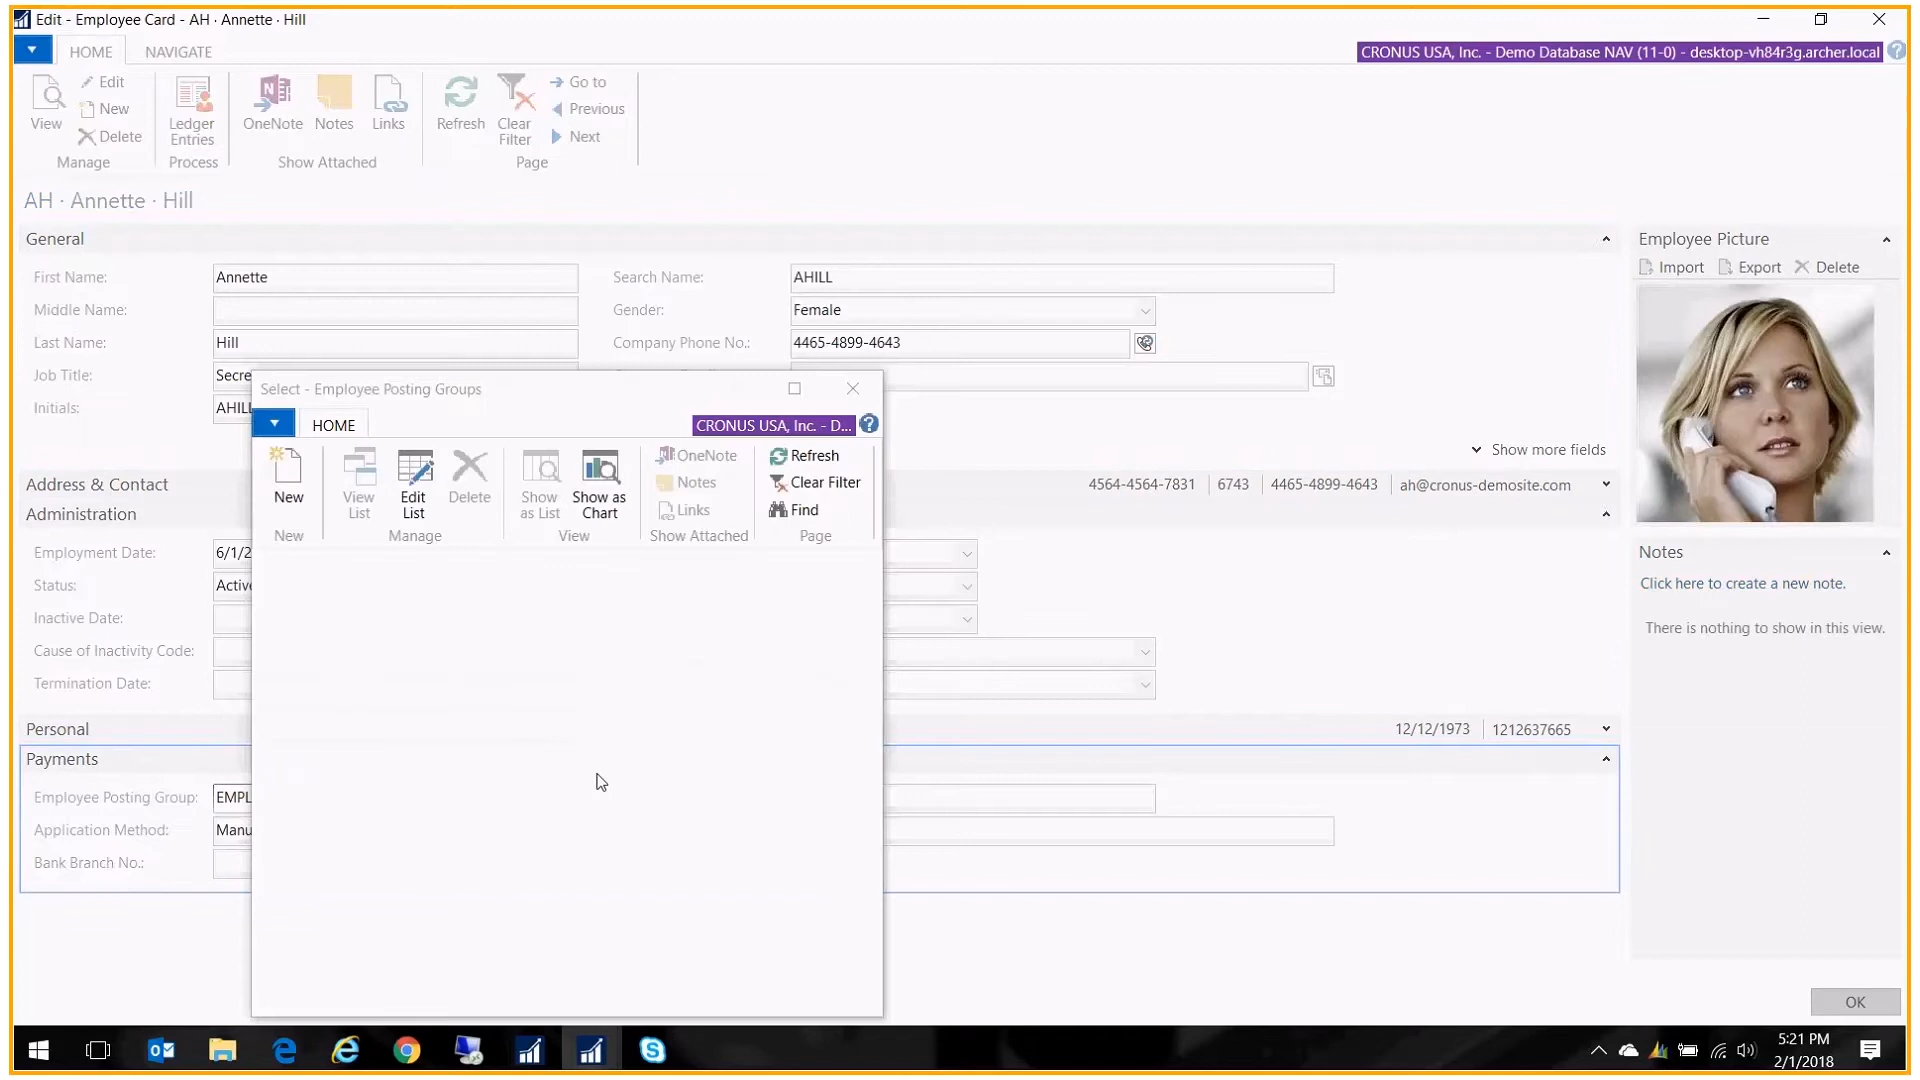 Edit - Employee Card - AH · Annette · Hill
HOME NAVIGATE
CRONUS USA, Inc. - Demo Database NAV (11-0) - desktop-vh84r3g.archer.local
View
Edit
New
Delete
Manage
Ledger
Entries
Process
OneNote
Notes
Links
Show Attached
Refresh
Clear
Filter
Go to
Previous
Next
Page
AH · Annette · Hill
General
First Name: Annette
Middle Name:
Last Name: Hill
Job Title: Secre
Initials: AHILL
Search Name: AHILL
Gender: Female
Company Phone No.: 4465-4899-4643
Show more fields
Address & Contact 4564-4564-7831 6743 4465-4899-4643 ah@cronus-demosite.com
Administration
Employment Date: 6/1/2
Status: Active
Inactive Date:
Cause of Inactivity Code:
Termination Date:
Personal 12/12/1973 1212637665
Payments
Employee Posting Group: EMPL
Application Method: Manu
Bank Branch No.:
Select - Employee Posting Groups
HOME
CRONUS USA, Inc. - D...
New
New
View
List
Edit
List
Delete
Manage
Show
as List
Show as
Chart
View
OneNote
Notes
Links
Show Attached
Refresh
Clear Filter
Find
Page
Employee Picture
Import Export Delete
Notes
Click here to create a new note.
There is nothing to show in this view.
OK
5:21 PM
2/1/2018